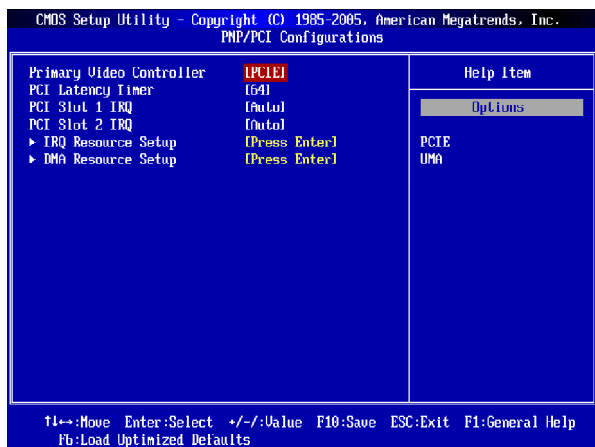 CMOS Setup Utility - Copyright (C) 1985-2005, American Megatrends, Inc.
PNP/PCI Configurations
Primary Video Controller [PCIE]
PCI Latency Timer [64]
PCI Slot 1 IRQ [Auto]
PCI Slot 2 IRQ [Auto]
▶ IRQ Resource Setup [Press Enter]
▶ DMA Resource Setup [Press Enter]
Help Item
Options
PCIE
UMA
↑↓↔:Move Enter:Select +/-/:Value F10:Save ESC:Exit F1:General Help
F6:Load Optimized Defaults